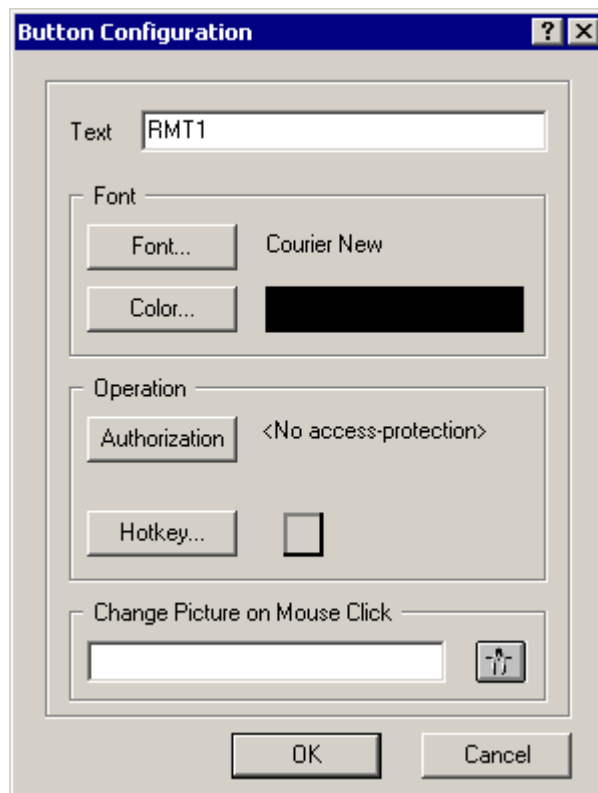 Button Configuration
Text RMT1
Font
Font... Courier New
Color...
Operation
Authorization <No access-protection>
Hotkey...
Change Picture on Mouse Click
OK Cancel